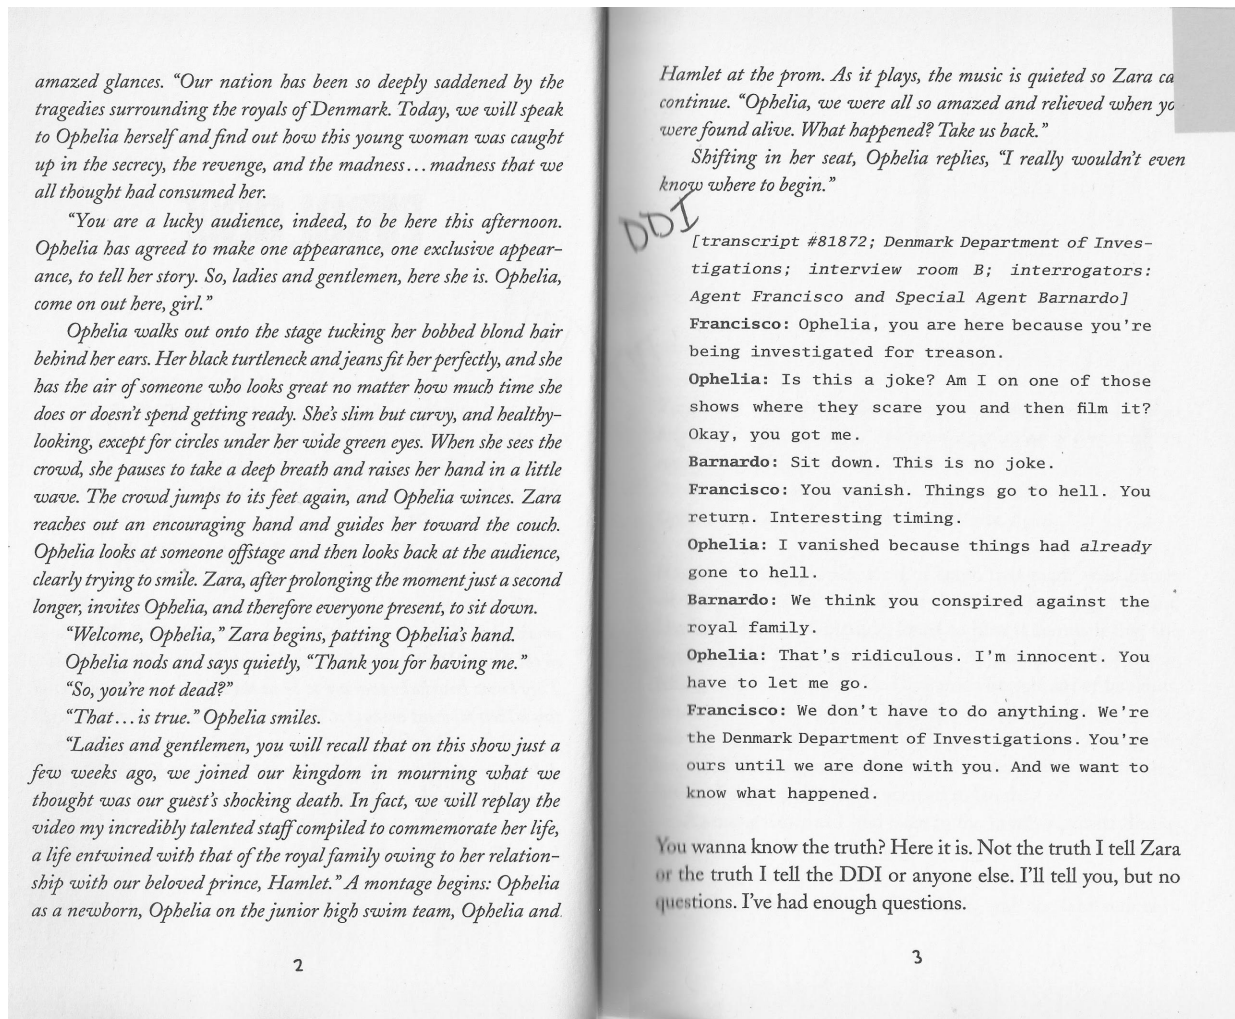 amazed glances. “Our nation has been so deeply saddened by the
tragedies surrounding the royals of Denmark. Today, we will speak
to Ophelia herself and find out how this young woman was caught
up in the secrecy, the revenge, and the madness…madness that we
all thought had consumed her.
“You are a lucky audience, indeed, to be here this afternoon.
Ophelia has agreed to make one appearance, one exclusive appear-
ance, to tell her story. So, ladies and gentlemen, here she is. Ophelia,
come on out here, girl.”
Ophelia walks out onto the stage tucking her bobbed blond hair
behind her ears. Her black turtleneck and jeans fit her perfectly, and she
has the air of someone who looks great no matter how much time she
does or doesn’t spend getting ready. She’s slim but curvy, and healthy-
looking, except for circles under her wide green eyes. When she sees the
crowd, she pauses to take a deep breath and raises her hand in a little
wave. The crowd jumps to its feet again, and Ophelia winces. Zara
reaches out an encouraging hand and guides her toward the couch.
Ophelia looks at someone offstage and then looks back at the audience,
clearly trying to smile. Zara, after prolonging the moment just a second
longer, invites Ophelia, and therefore everyone present, to sit down.
“Welcome, Ophelia,” Zara begins, patting Ophelia’s hand.
Ophelia nods and says quietly, “Thank you for having me.”
“So, you’re not dead?”
“That…is true.” Ophelia smiles.
“Ladies and gentlemen, you will recall that on this show just a
few weeks ago, we joined our kingdom in mourning what we
thought was our guest’s shocking death. In fact, we will replay the
video my incredibly talented staff compiled to commemorate her life,
a life entwined with that of the royal family owing to her relation-
ship with our beloved prince, Hamlet.” A montage begins: Ophelia
as a newborn, Ophelia on the junior high swim team, Ophelia and
2
Hamlet at the prom. As it plays, the music is quieted so Zara ca
continue. “Ophelia, we were all so amazed and relieved when yo
were found alive. What happened? Take us back.”
Shifting in her seat, Ophelia replies, “I really wouldn’t even
know where to begin.”
DDI
[transcript #81872; Denmark Department of Inves-
tigations; interview room B; interrogators:
Agent Francisco and Special Agent Barnardo]
Francisco: Ophelia, you are here because you’re
being investigated for treason.
Ophelia: Is this a joke? Am I on one of those
shows where they scare you and then film it?
Okay, you got me.
Barnardo: Sit down. This is no joke.
Francisco: You vanish. Things go to hell. You
return. Interesting timing.
Ophelia: I vanished because things had already
gone to hell.
Barnardo: We think you conspired against the
royal family.
Ophelia: That’s ridiculous. I’m innocent. You
have to let me go.
Francisco: We don’t have to do anything. We’re
the Denmark Department of Investigations. You’re
ours until we are done with you. And we want to
know what happened.
You wanna know the truth? Here it is. Not the truth I tell Zara
or the truth I tell the DDI or anyone else. I’ll tell you, but no
questions. I’ve had enough questions.
3